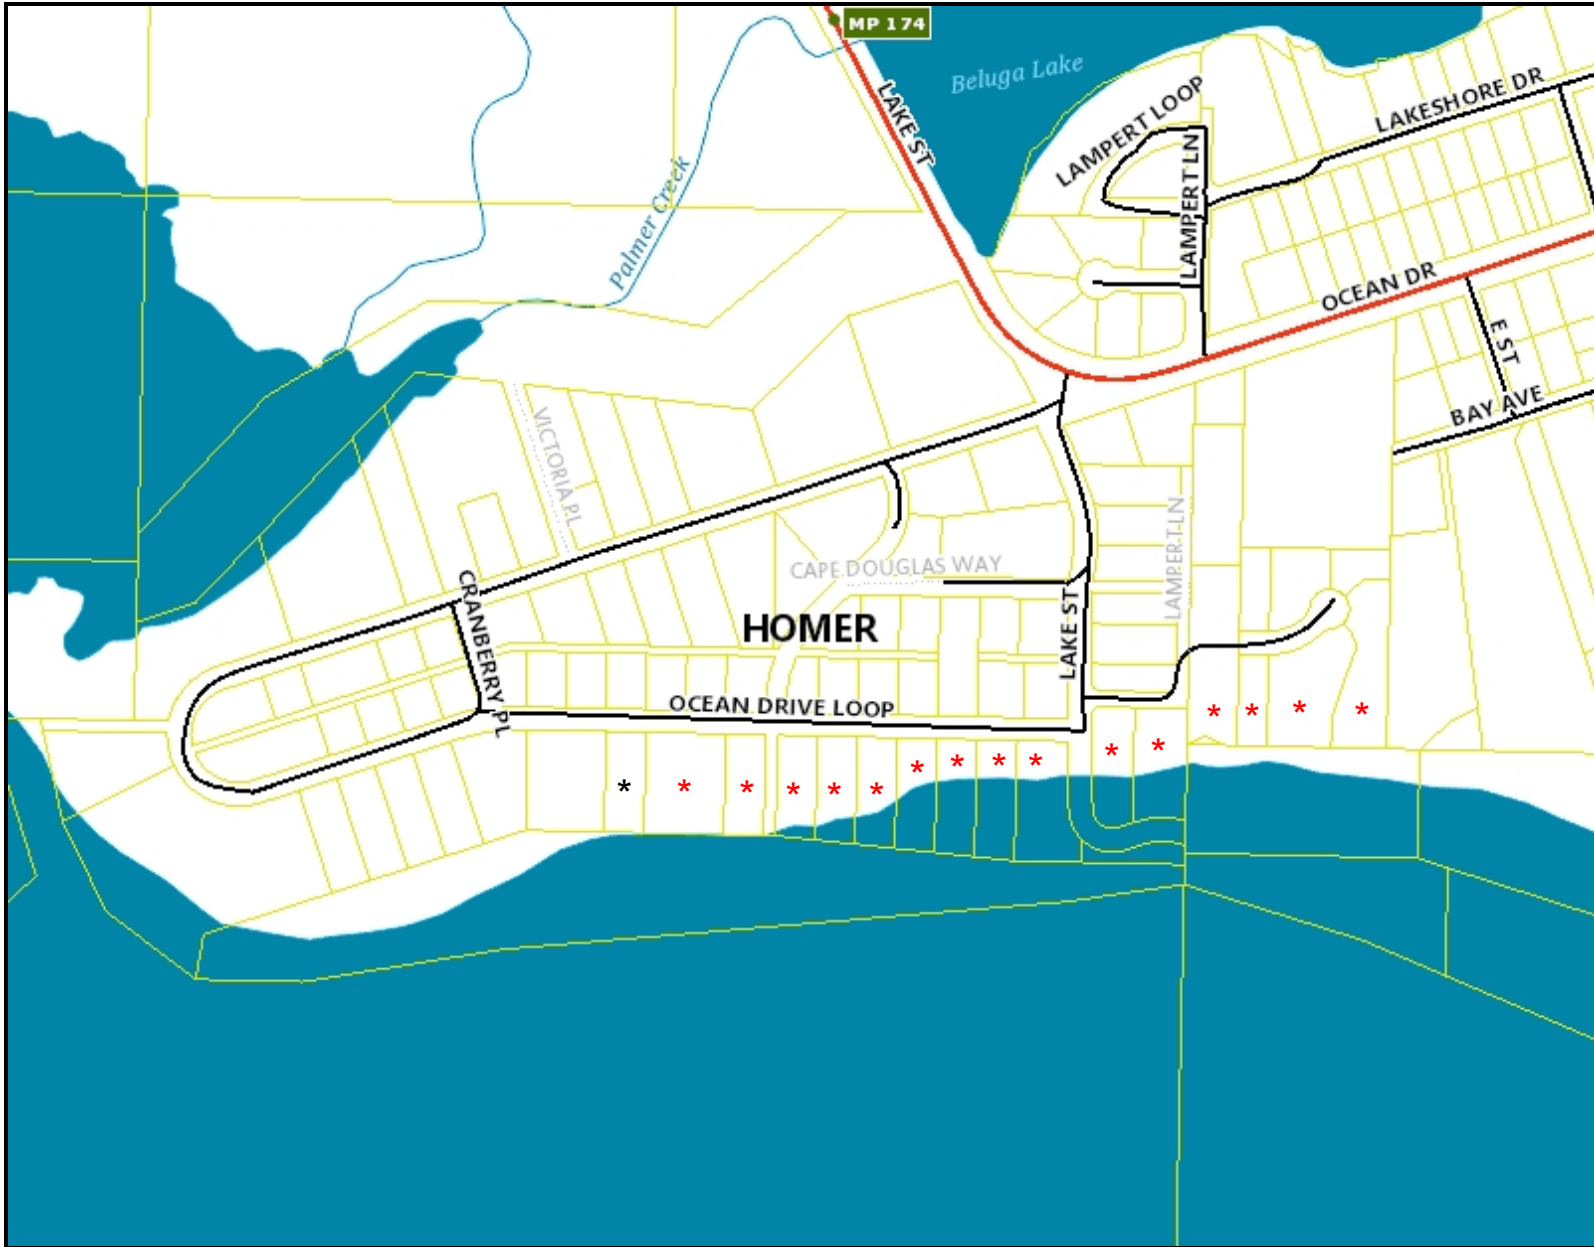 MP 174
Beluga Lake
LAKE ST
LAMPERT LOOP
LAKESHORE DR
LAMPERT LN
Palmer Creek
OCEAN DR
E ST
BAY AVE
VICTORIA PL
LAMPERT LN
CAPE DOUGLAS WAY
CRANBERRY PL
HOMER
LAKE ST
OCEAN DRIVE LOOP
* * * *
* * * * * *
* * * * * *